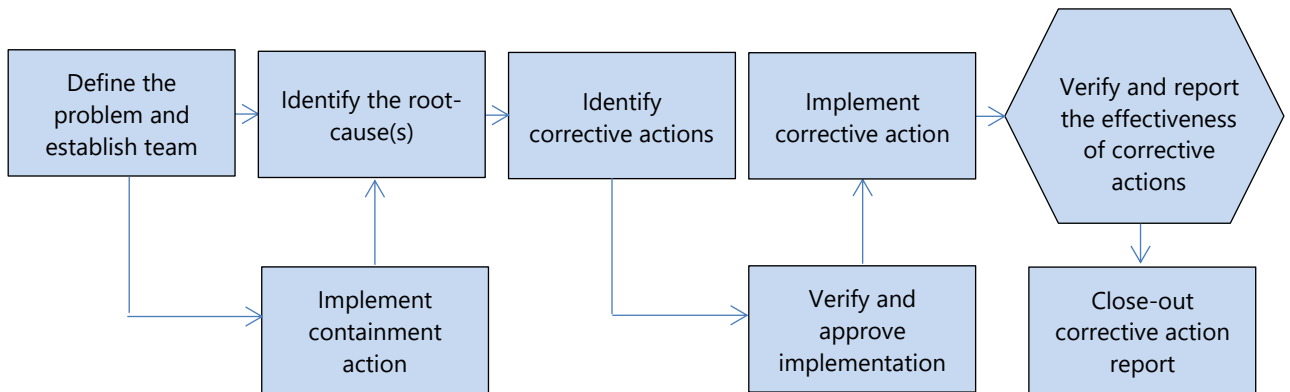 Define the
problem and
establish team
Identify the root-
cause(s)
Identify
corrective actions
Implement
corrective action
Verify and report
the effectiveness
of corrective
actions
Implement
containment
action
Verify and
approve
implementation
Close-out
corrective action
report